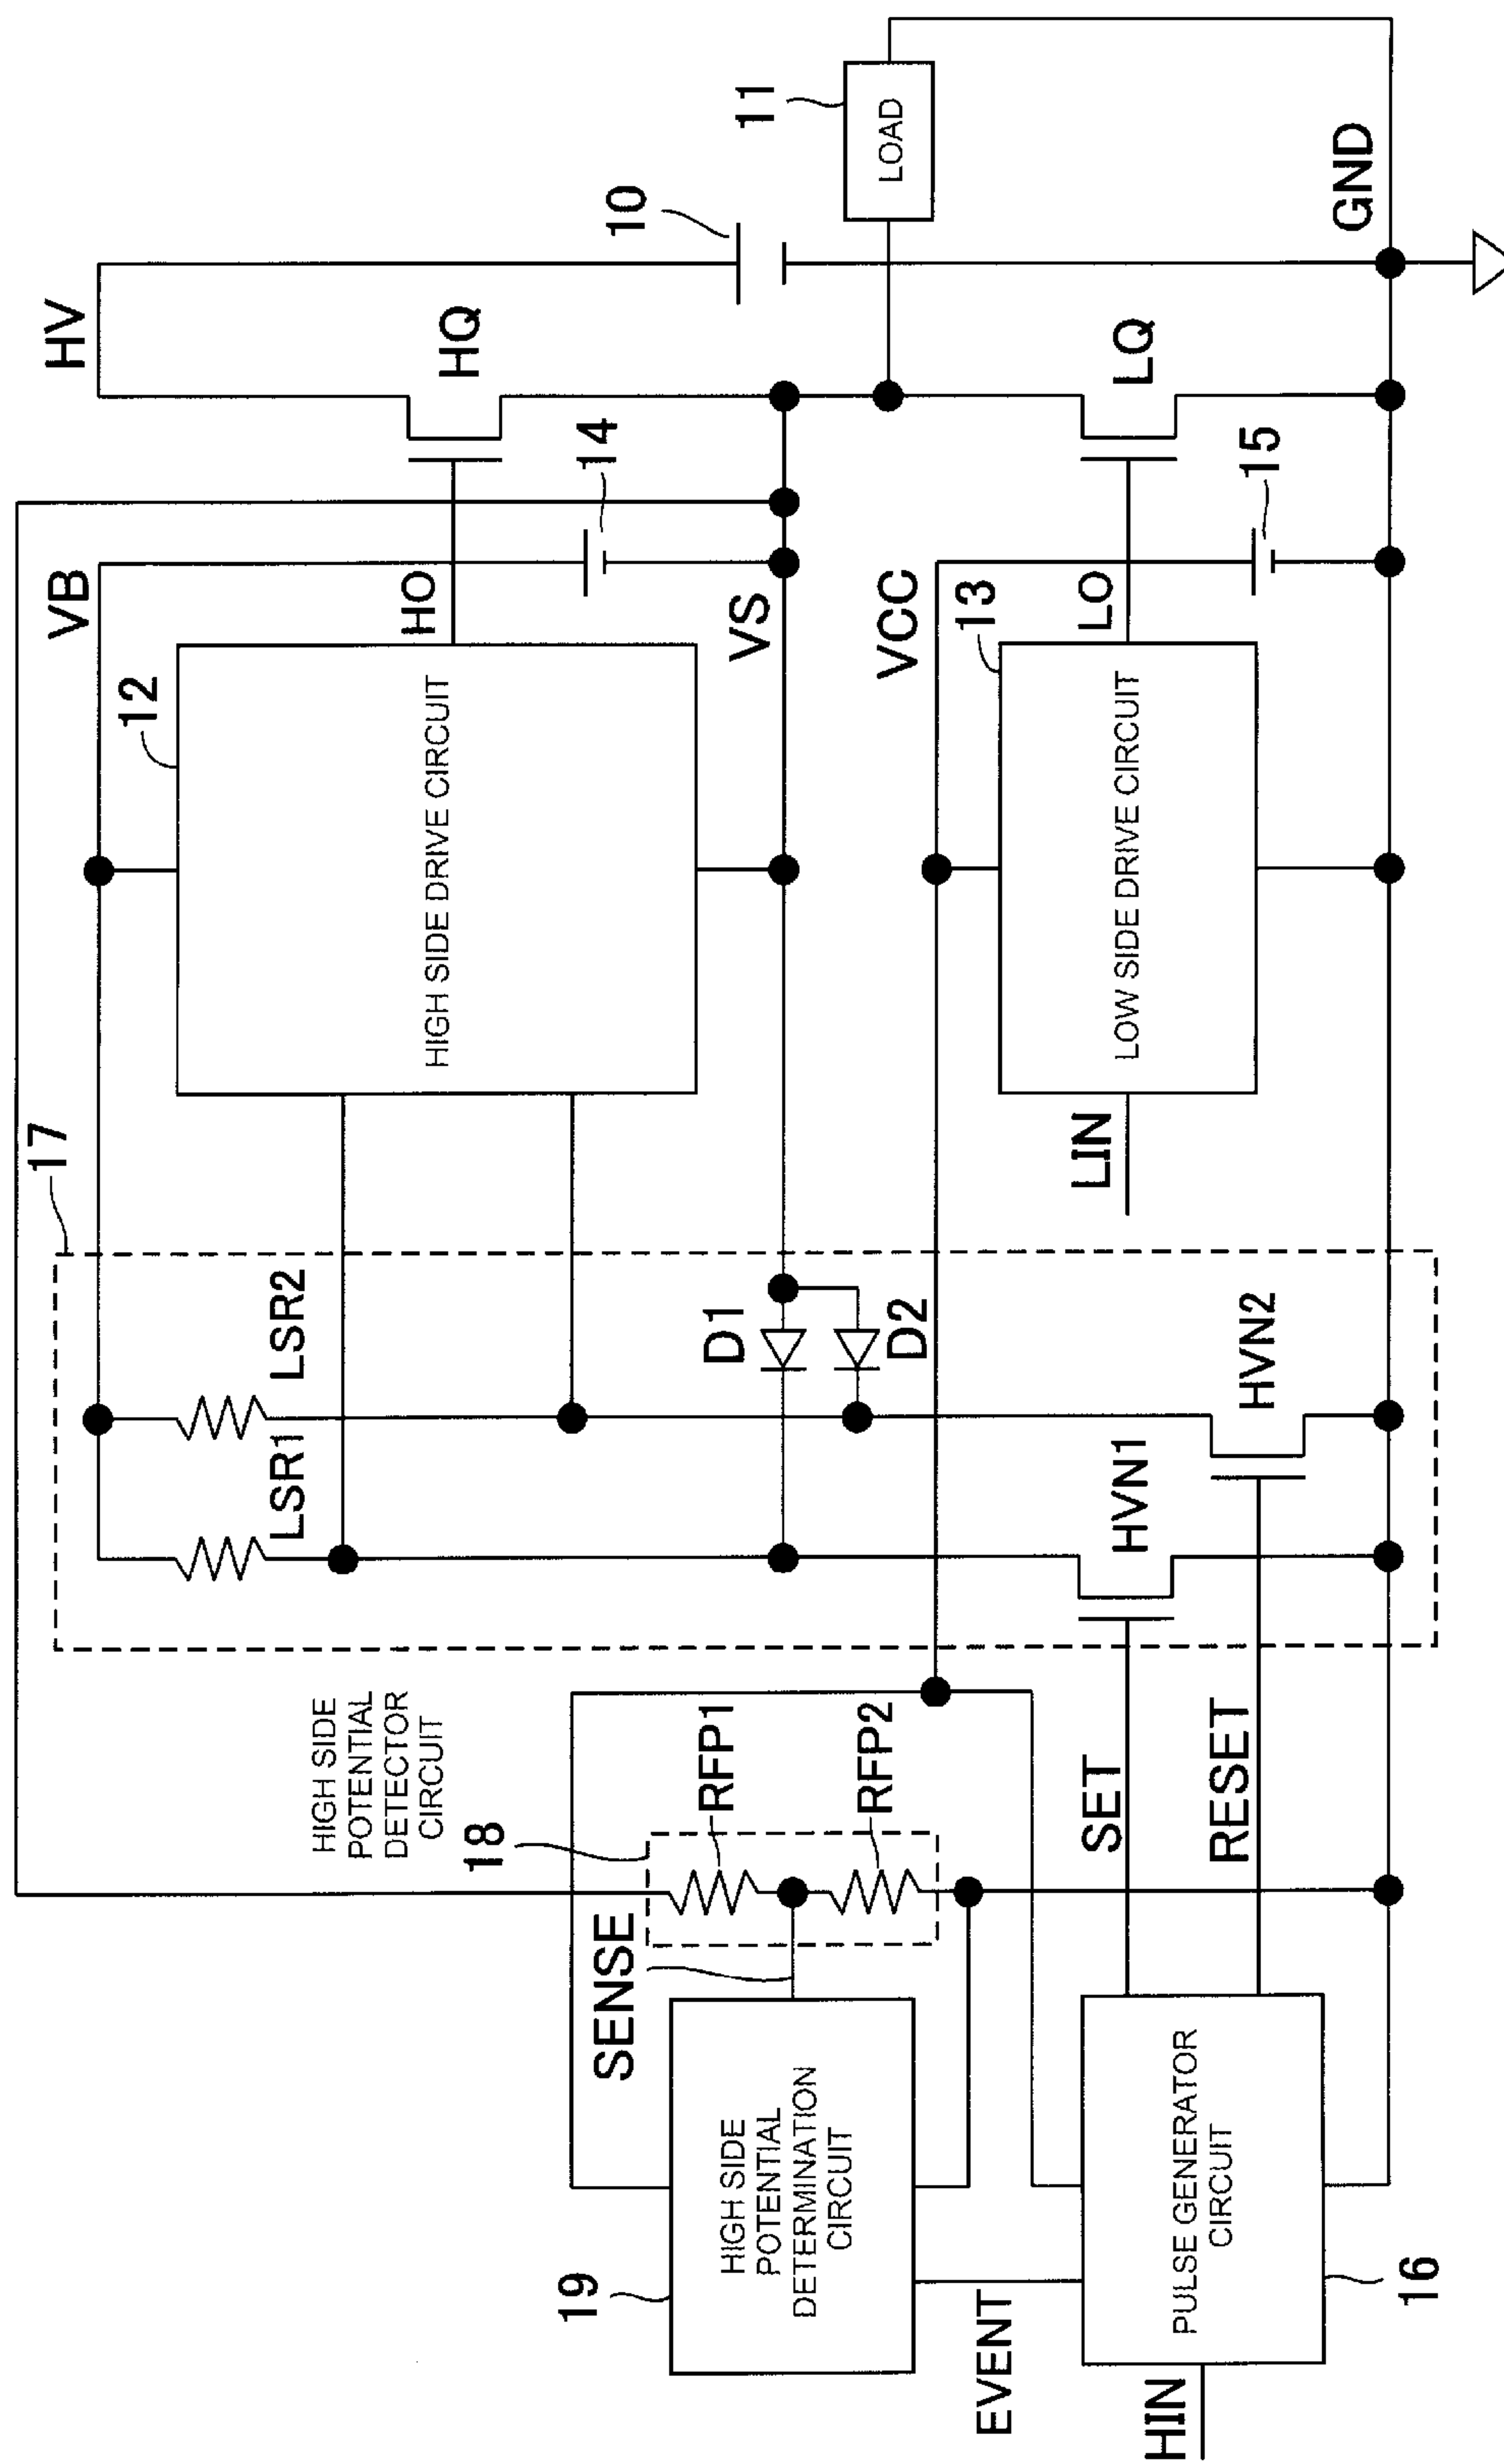 17
HV
VB
12
HIGH SIDE DRIVE CIRCUIT
HO
HQ
14
10
11
LOAD
VS
LSR2
LSR1
D1
D2
VCC
13
LOW SIDE DRIVE CIRCUIT
LO
LQ
15
LIN
GND
HVN1
HVN2
HIGH SIDE
POTENTIAL
DETECTOR
CIRCUIT
18
RFP1
RFP2
SENSE
19
HIGH SIDE
POTENTIAL
DETERMINATION
CIRCUIT
EVENT
SET
RESET
HIN
PULSE GENERATOR
CIRCUIT
16